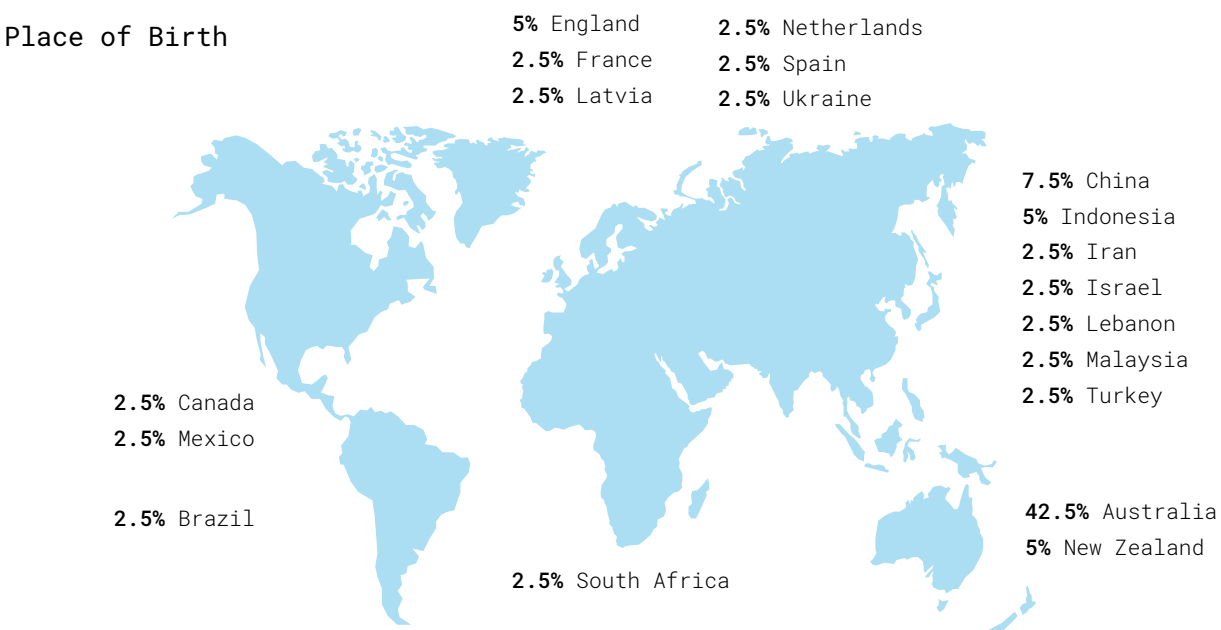 Place of Birth
5% England
2.5% France
2.5% Latvia
2.5% Netherlands
2.5% Spain
2.5% Ukraine
7.5% China
5% Indonesia
2.5% Iran
2.5% Israel
2.5% Lebanon
2.5% Malaysia
2.5% Turkey
2.5% Canada
2.5% Mexico
2.5% Brazil
42.5% Australia
5% New Zealand
2.5% South Africa